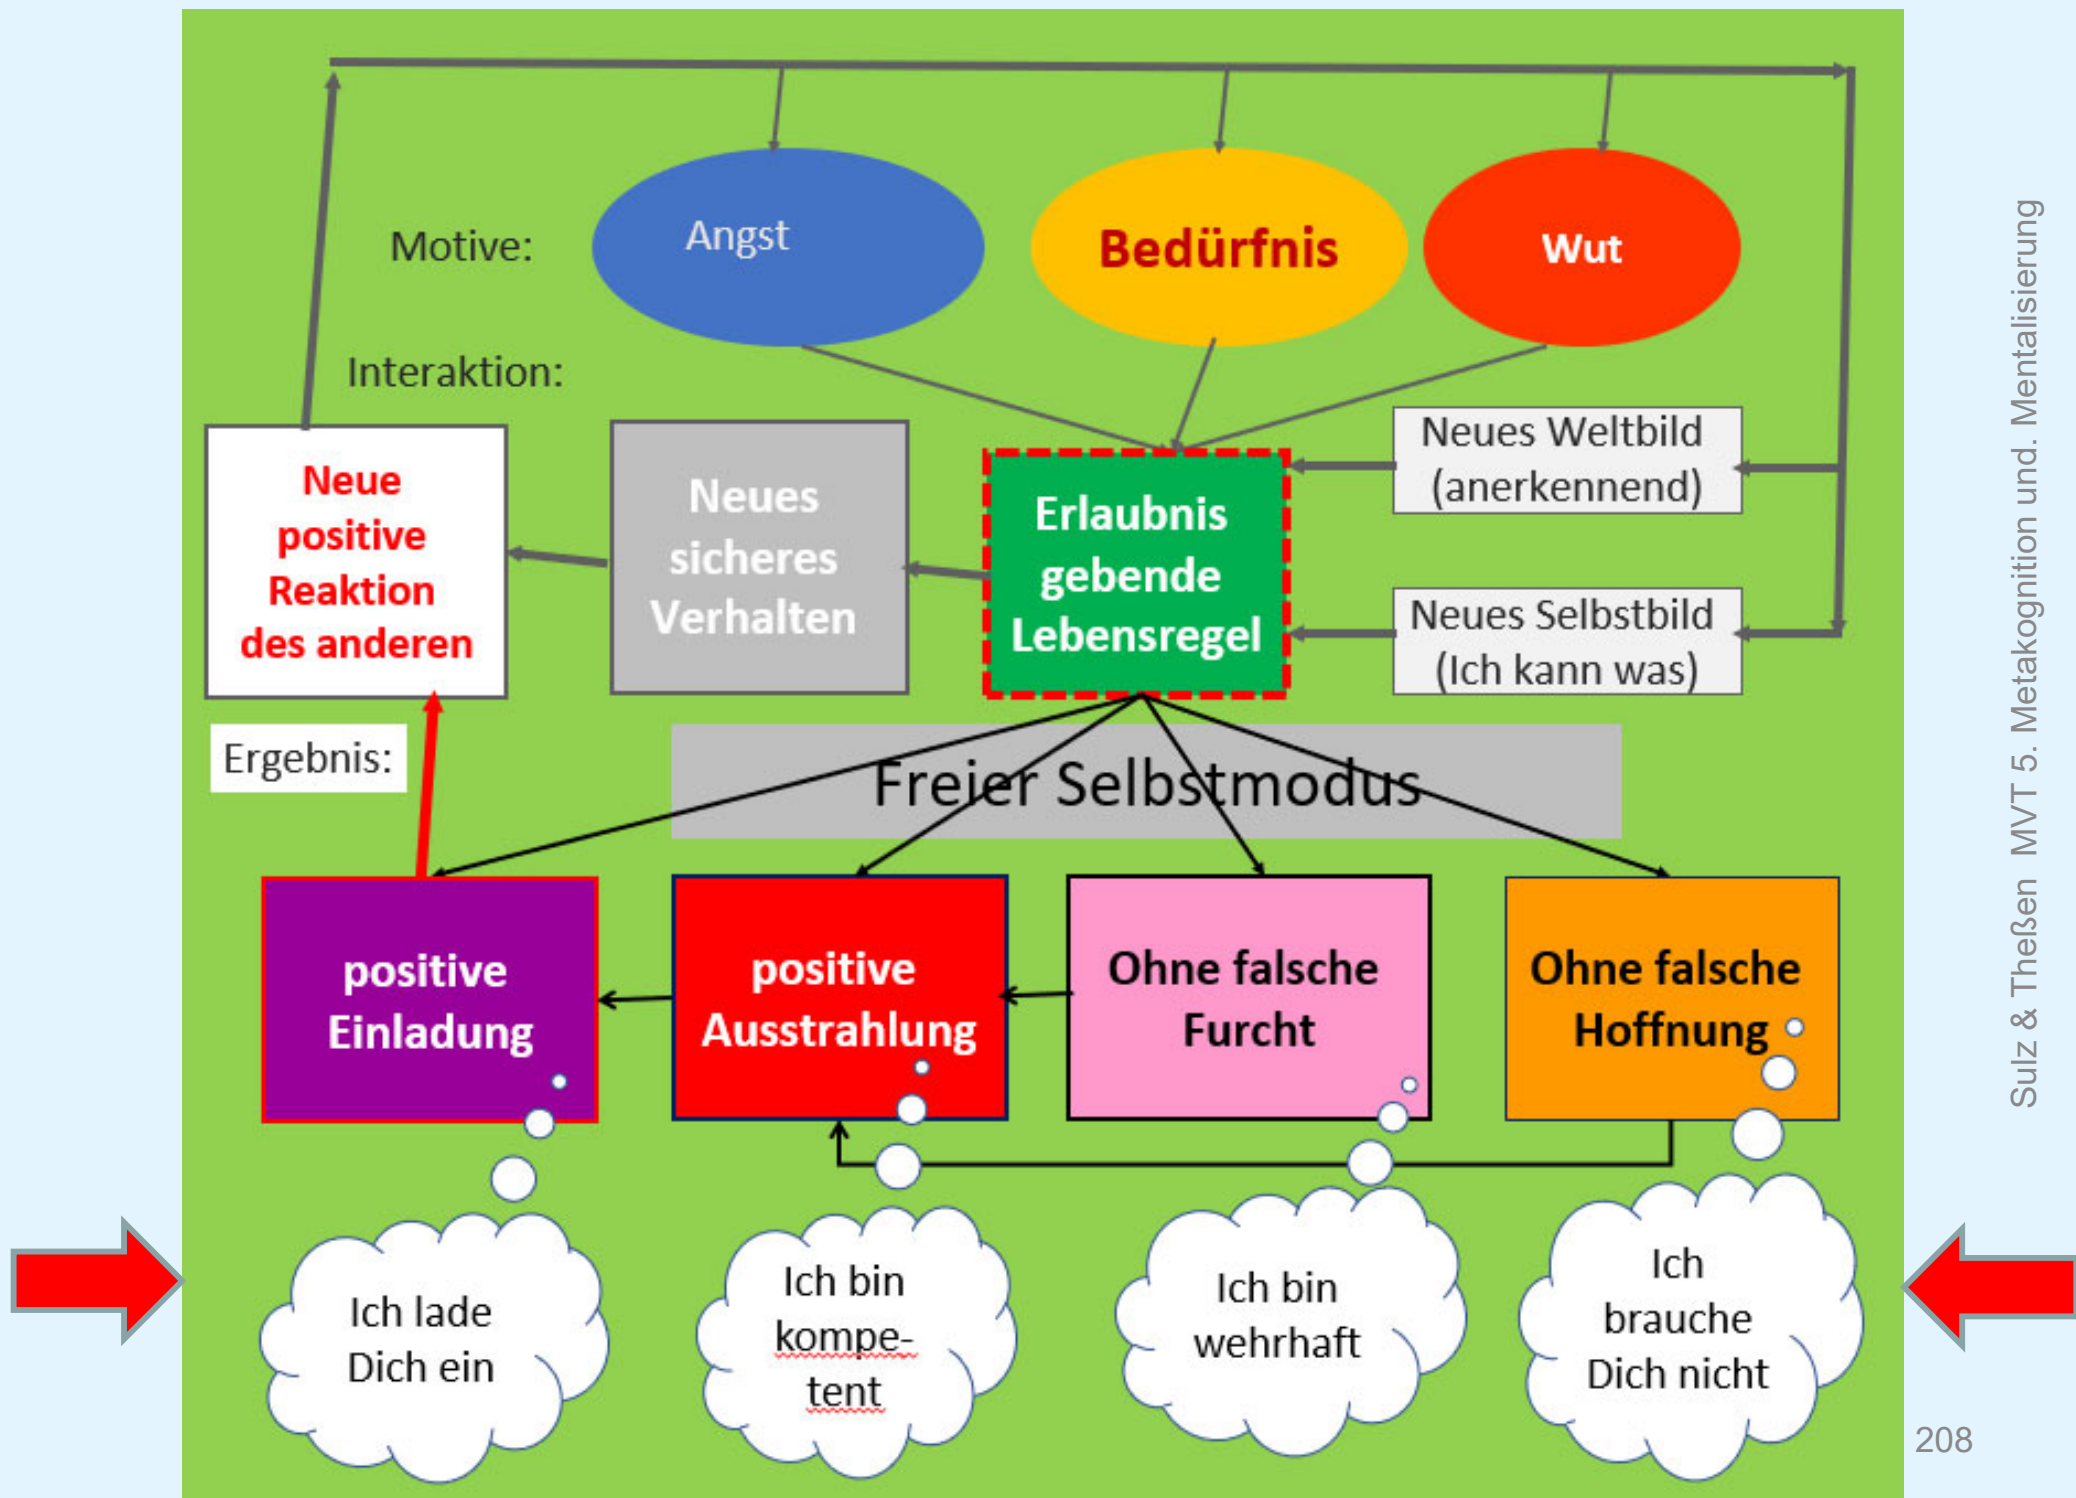 Motive:
Angst
Bedürfnis
Wut
Interaktion:
Neue
positive
Reaktion
des anderen
Neues
sicheres
Verhalten
Erlaubnis
gebende
Lebensregel
Neues Weltbild
(anerkennend)
Neues Selbstbild
(Ich kann was)
Ergebnis:
Freier Selbstmodus
positive
Einladung
positive
Ausstrahlung
Ohne falsche
Furcht
Ohne falsche
Hoffnung
Ich lade
Dich ein
Ich bin
kompe-
tent
Ich bin
wehrhaft
Ich
brauche
Dich nicht
Sulz & Theßen MVT 5. Metakognition und. Mentalisierung
208